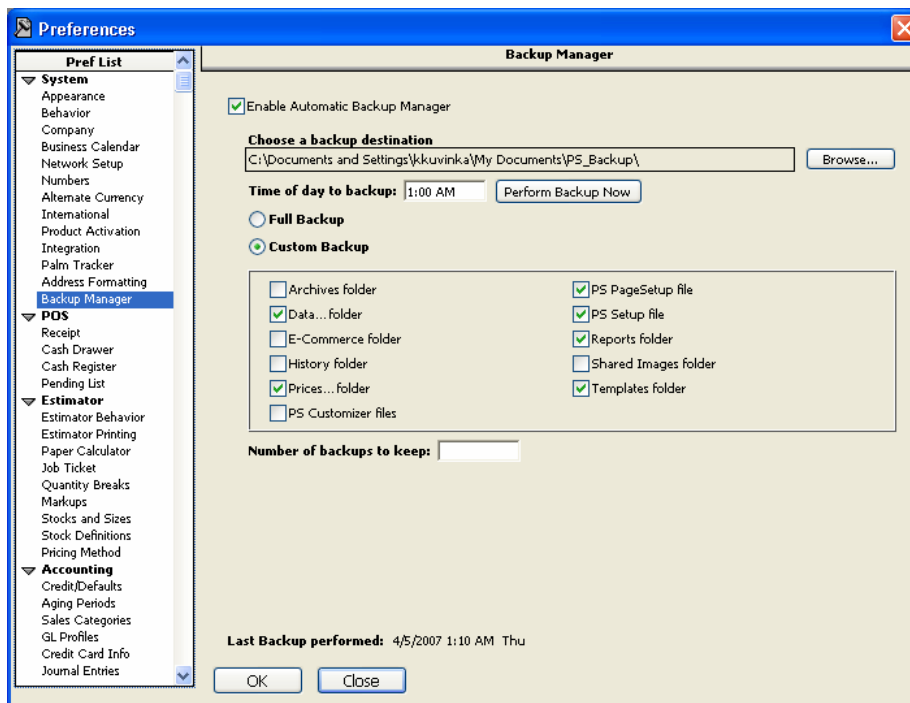 Preferences
Pref List
System
Appearance
Behavior
Company
Business Calendar
Network Setup
Numbers
Alternate Currency
International
Product Activation
Integration
Palm Tracker
Address Formatting
Backup Manager
POS
Receipt
Cash Drawer
Cash Register
Pending List
Estimator
Estimator Behavior
Estimator Printing
Paper Calculator
Job Ticket
Quantity Breaks
Markups
Stocks and Sizes
Stock Definitions
Pricing Method
Accounting
Credit/Defaults
Aging Periods
Sales Categories
GL Profiles
Credit Card Info
Journal Entries
Backup Manager
Enable Automatic Backup Manager
Choose a backup destination
C:\Documents and Settings\kkuvinka\My Documents\PS_Backup\ Browse...
Time of day to backup: 1:00 AM Perform Backup Now
Full Backup
Custom Backup
Archives folder PS PageSetup file
Data...folder PS Setup file
E-Commerce folder Reports folder
History folder Shared Images folder
Prices...folder Templates folder
PS Customizer files
Number of backups to keep:
Last Backup performed: 4/5/2007 1:10 AM Thu
OK Close